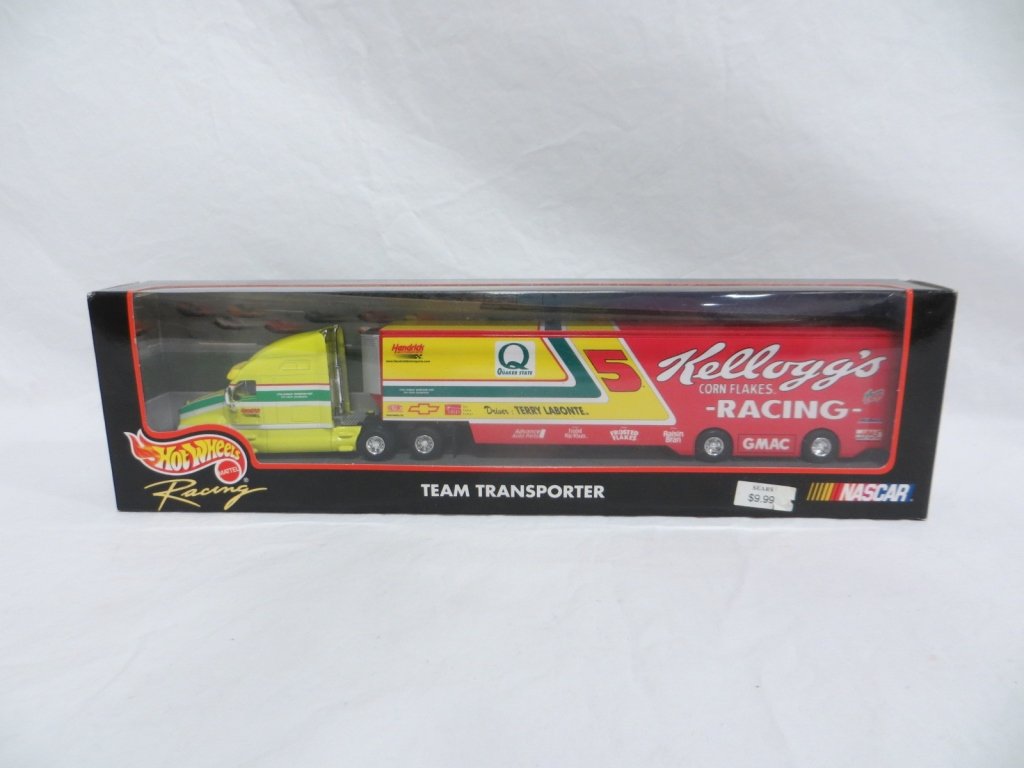 Hendrick
QUAKER STATE
5
Kellogg's
CORN FLAKES
-RACING-
Driver: TERRY LABONTE
Advance Auto Parts
FROSTED FLAKES
Raisin Bran
GMAC
HOT WHEELS
MATTEL
Racing
TEAM TRANSPORTER
SEARS
$9.99
NASCAR